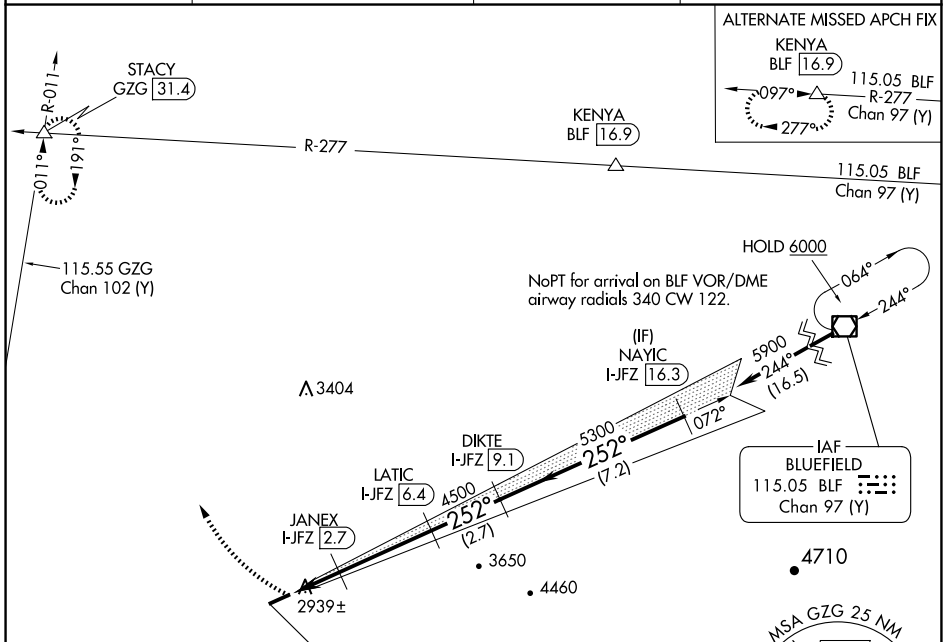 ALTERNATE MISSED APCH FIX
KENYA
BLF 16.9
115.05 BLF
R-277
Chan 97 (Y)
097°
277°
R-011
STACY
GZG 31.4
011°
191°
R-277
KENYA
BLF 16.9
115.05 BLF
Chan 97 (Y)
115.55 GZG
Chan 102 (Y)
HOLD 6000
064°
244°
NoPT for arrival on BLF VOR/DME
airway radials 340 CW 122.
(IF)
NAYIC
I-JFZ 16.3
5900
244°
(16.5)
072°
3404
5300
252°
(7.2)
DIKTE
I-JFZ 9.1
LATIC
I-JFZ 6.4
4500
252°
(2.7)
JANEX
I-JFZ 2.7
IAF
BLUEFIELD
115.05 BLF
Chan 97 (Y)
3650
4460
4710
2939±
MSA GZG 25 NM